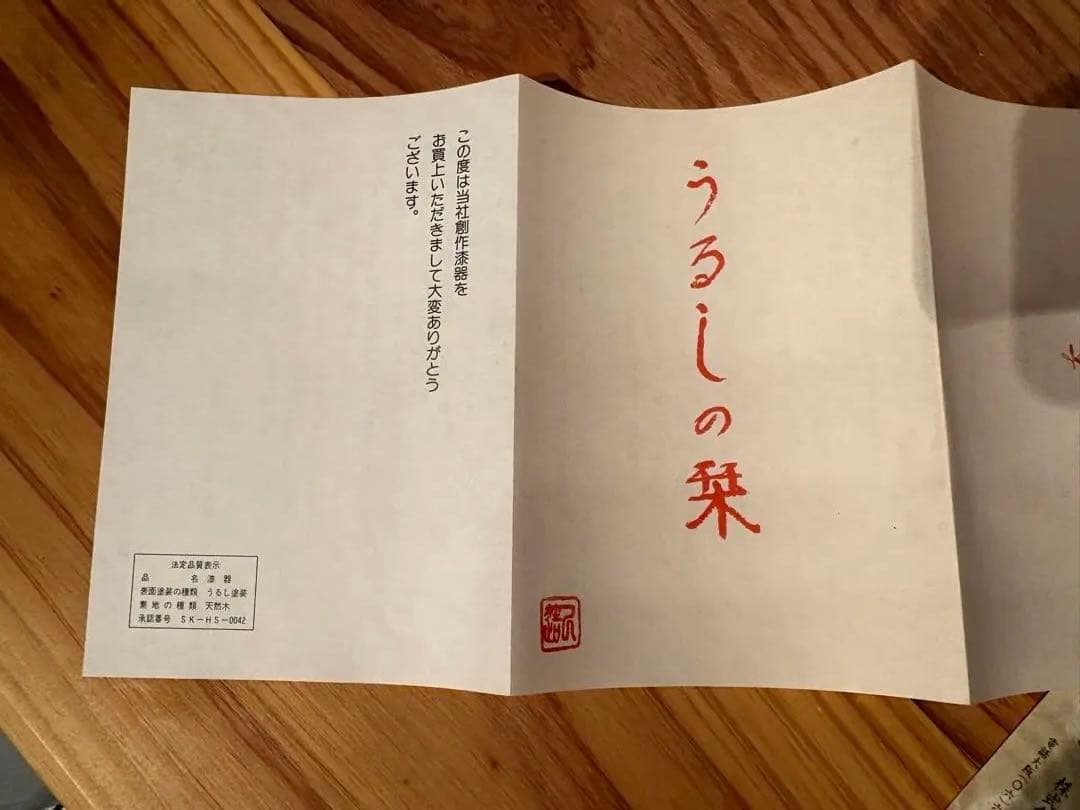 うるしの栞
この度は当社創作漆器を
お買上いただきまして大変ありがとう
ございます。
法定品質表示
品 名 漆 器
表面塗装の種類 うるし塗装
素地の種類 天然木
承認番号 SK-HS-0042